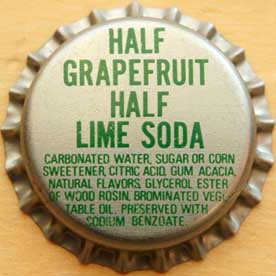 HALF
GRAPEFRUIT
HALF
LIME SODA
CARBONATED WATER, SUGAR OR CORN
SWEETENER, CITRIC ACID, GUM ACACIA,
NATURAL FLAVORS, GLYCEROL ESTER
OF WOOD ROSIN, BROMINATED VEGE-
TABLE OIL. PRESERVED WITH
SODIUM BENZOATE.